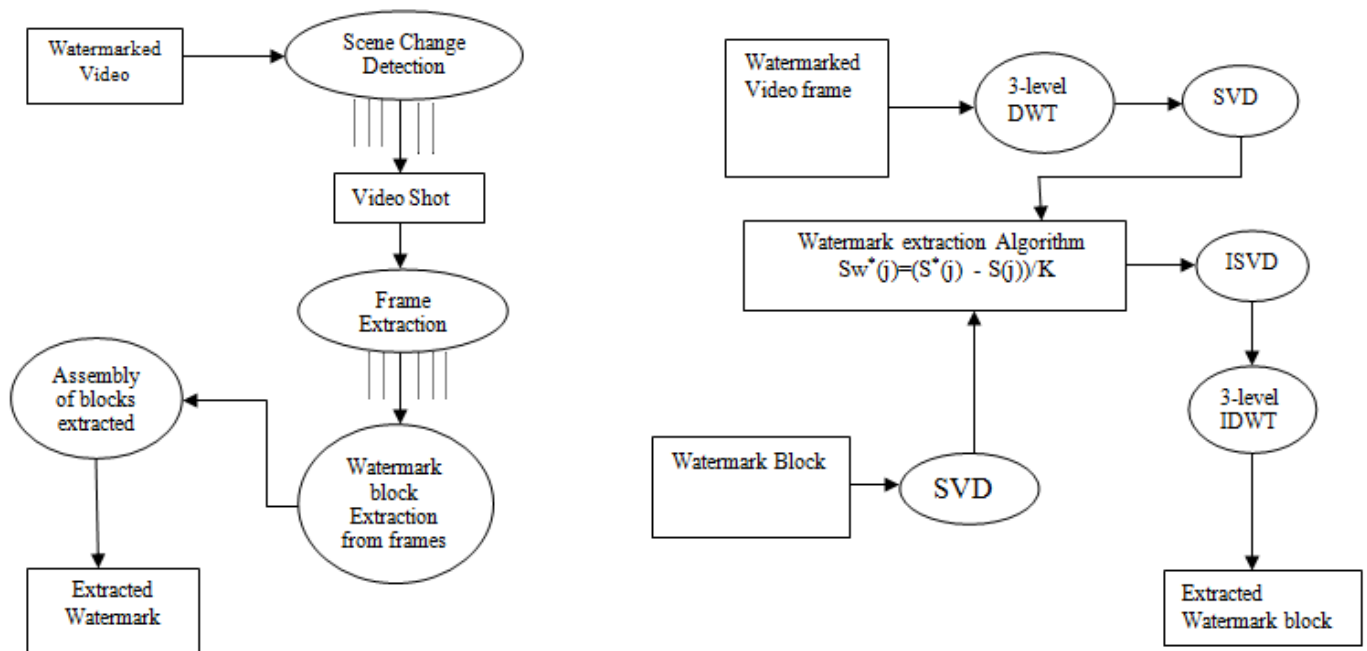 Watermarked
Video
Scene Change
Detection
Video Shot
Frame
Extraction
Assembly
of blocks
extracted
Watermark
block
Extraction
from frames
Extracted
Watermark
Watermarked
Video frame
3-level
DWT
SVD
Watermark extraction Algorithm
Sw*(j)=(S*(j) - S(j))/K
ISVD
3-level
IDWT
Watermark Block
SVD
Extracted
Watermark block